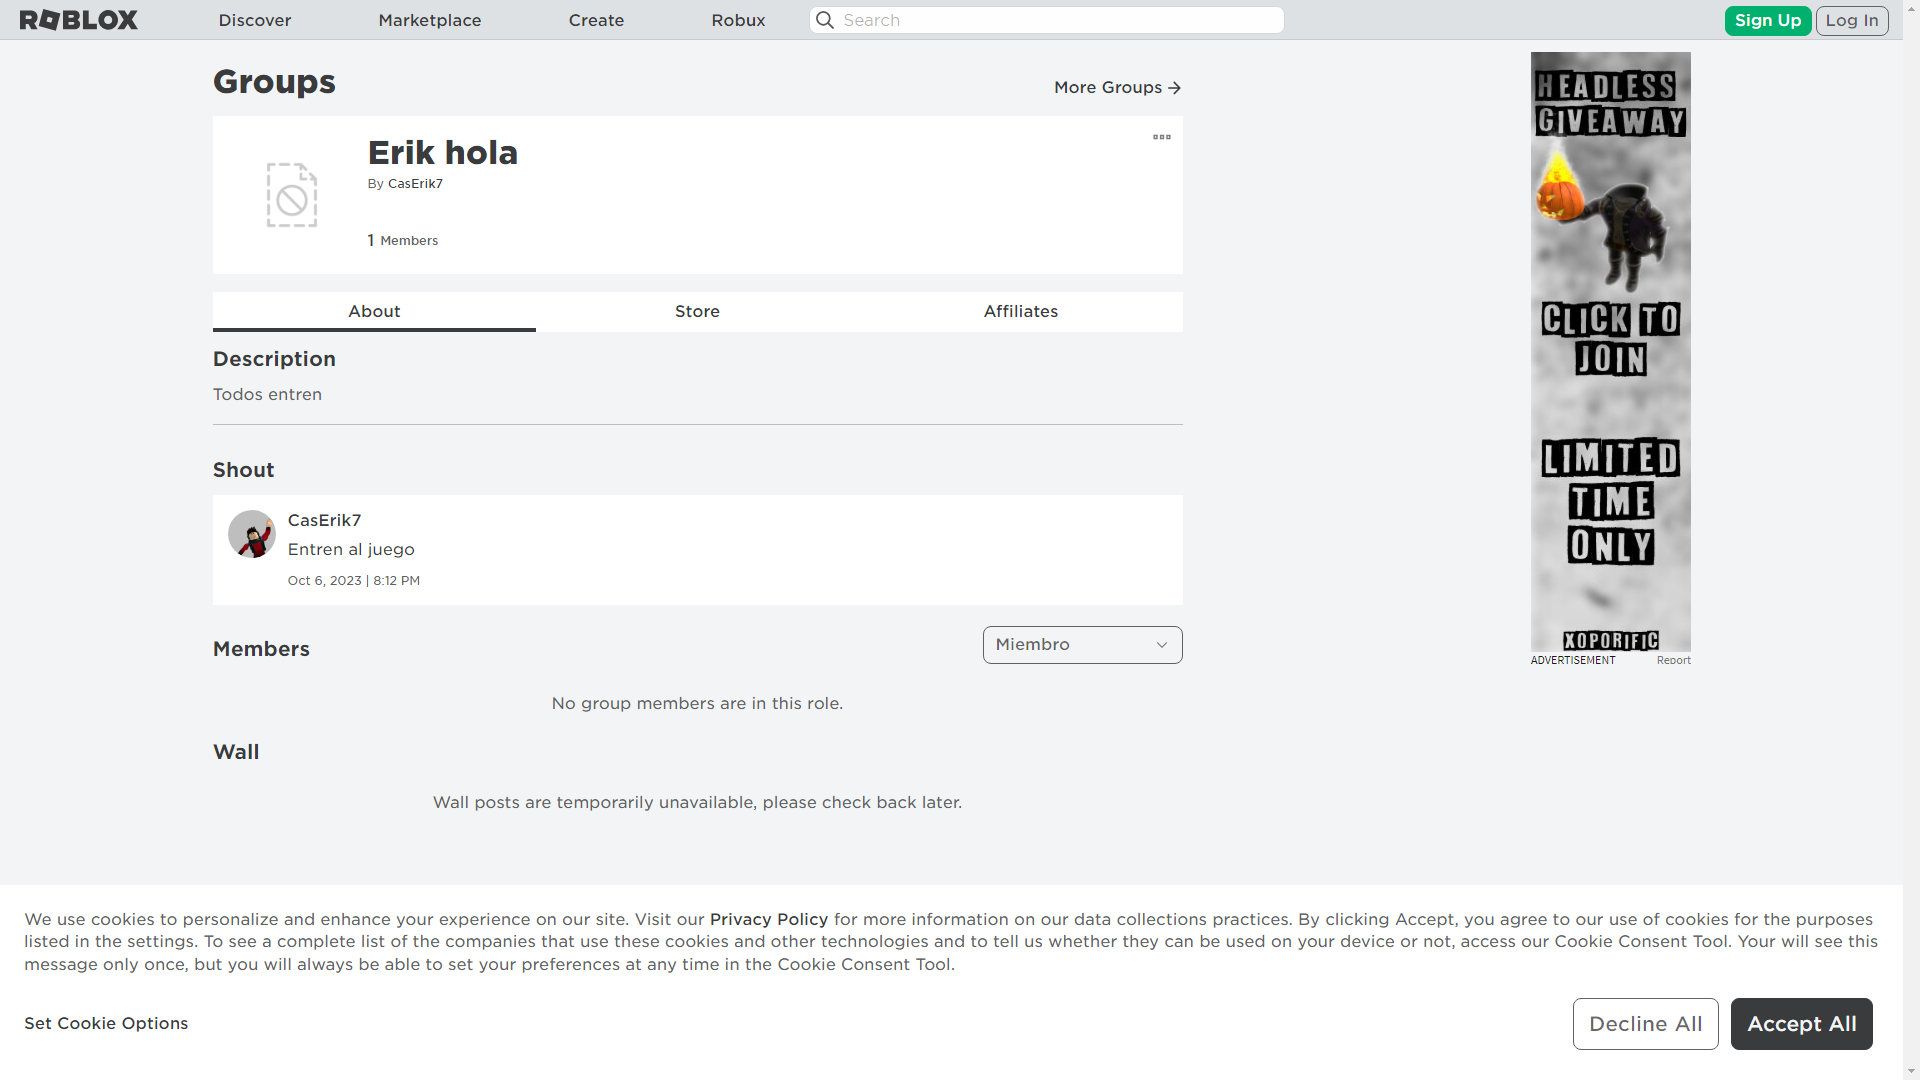 ROBLOX
Discover
Marketplace
Create
Robux
Search
Sign Up
Log In
Groups
More Groups
Erik hola
By CasErik7
1 Members
About
Store
Affiliates
Description
Todos entren
Shout
CasErik7
Entren al juego
Oct 6, 2023 | 8:12 PM
Members
Miembro
No group members are in this role.
Wall
Wall posts are temporarily unavailable, please check back later.
HEADLESS
GIVEAWAY
CLICK TO
JOIN
LIMITED
TIME
ONLY
XOPORIFIC
ADVERTISEMENT
Report
We use cookies to personalize and enhance your experience on our site. Visit our Privacy Policy for more information on our data collections practices. By clicking Accept, you agree to our use of cookies for the purposes
listed in the settings. To see a complete list of the companies that use these cookies and other technologies and to tell us whether they can be used on your device or not, access our Cookie Consent Tool. Your will see this
message only once, but you will always be able to set your preferences at any time in the Cookie Consent Tool.
Set Cookie Options
Decline All
Accept All